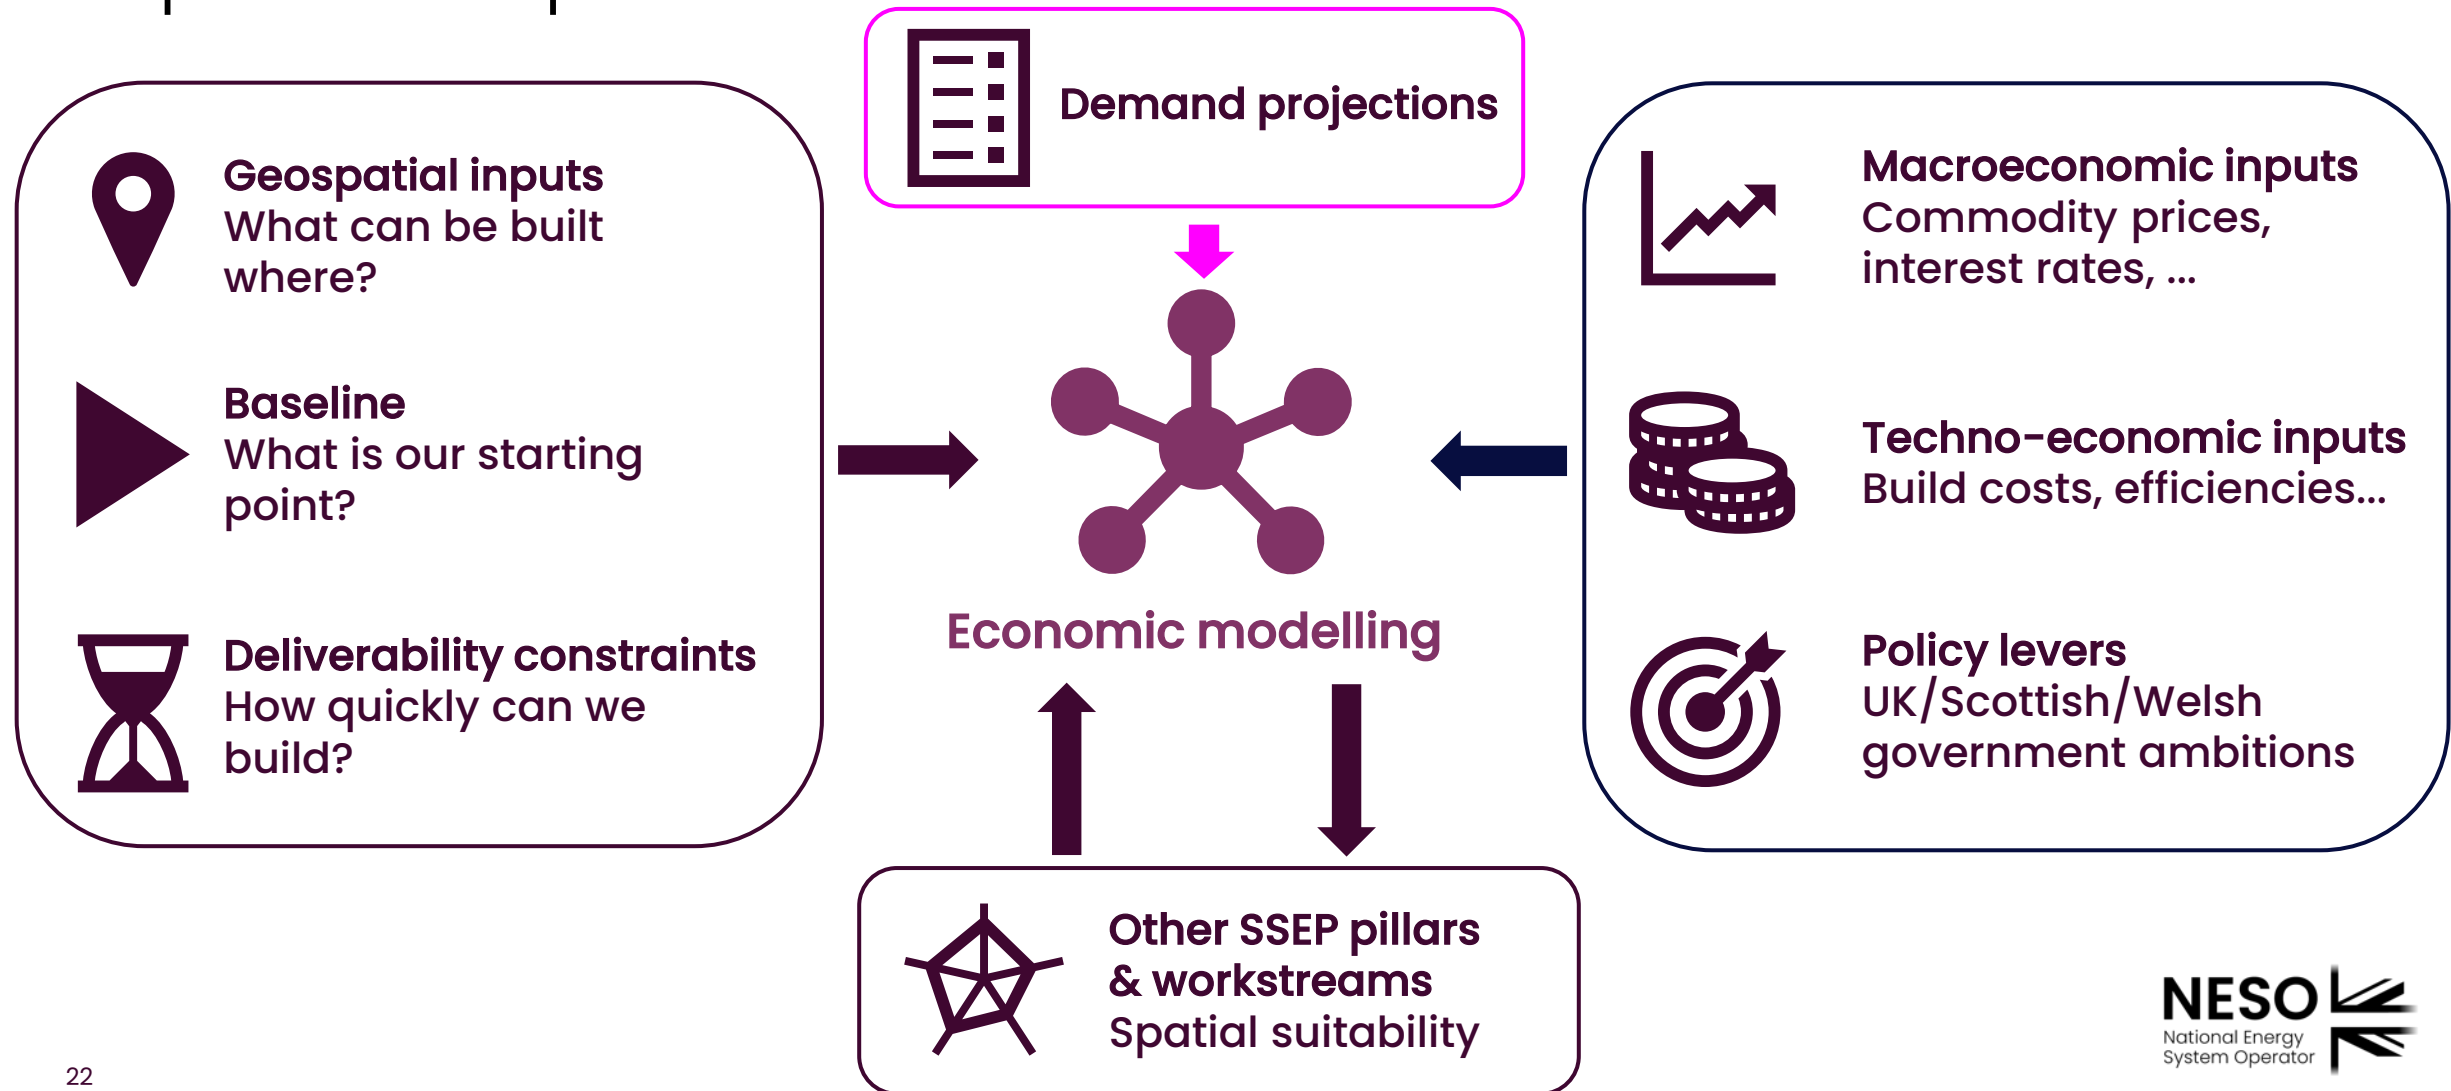 Demand projections
Geospatial inputs
What can be built
where?
Baseline
What is our starting
point?
Deliverability constraints
How quickly can we
build?
Economic modelling
Macroeconomic inputs
Commodity prices,
interest rates, ...
Techno-economic inputs
Build costs, efficiencies...
Policy levers
UK/Scottish/Welsh
government ambitions
Other SSEP pillars
& workstreams
Spatial suitability
NESO
National Energy
System Operator
22